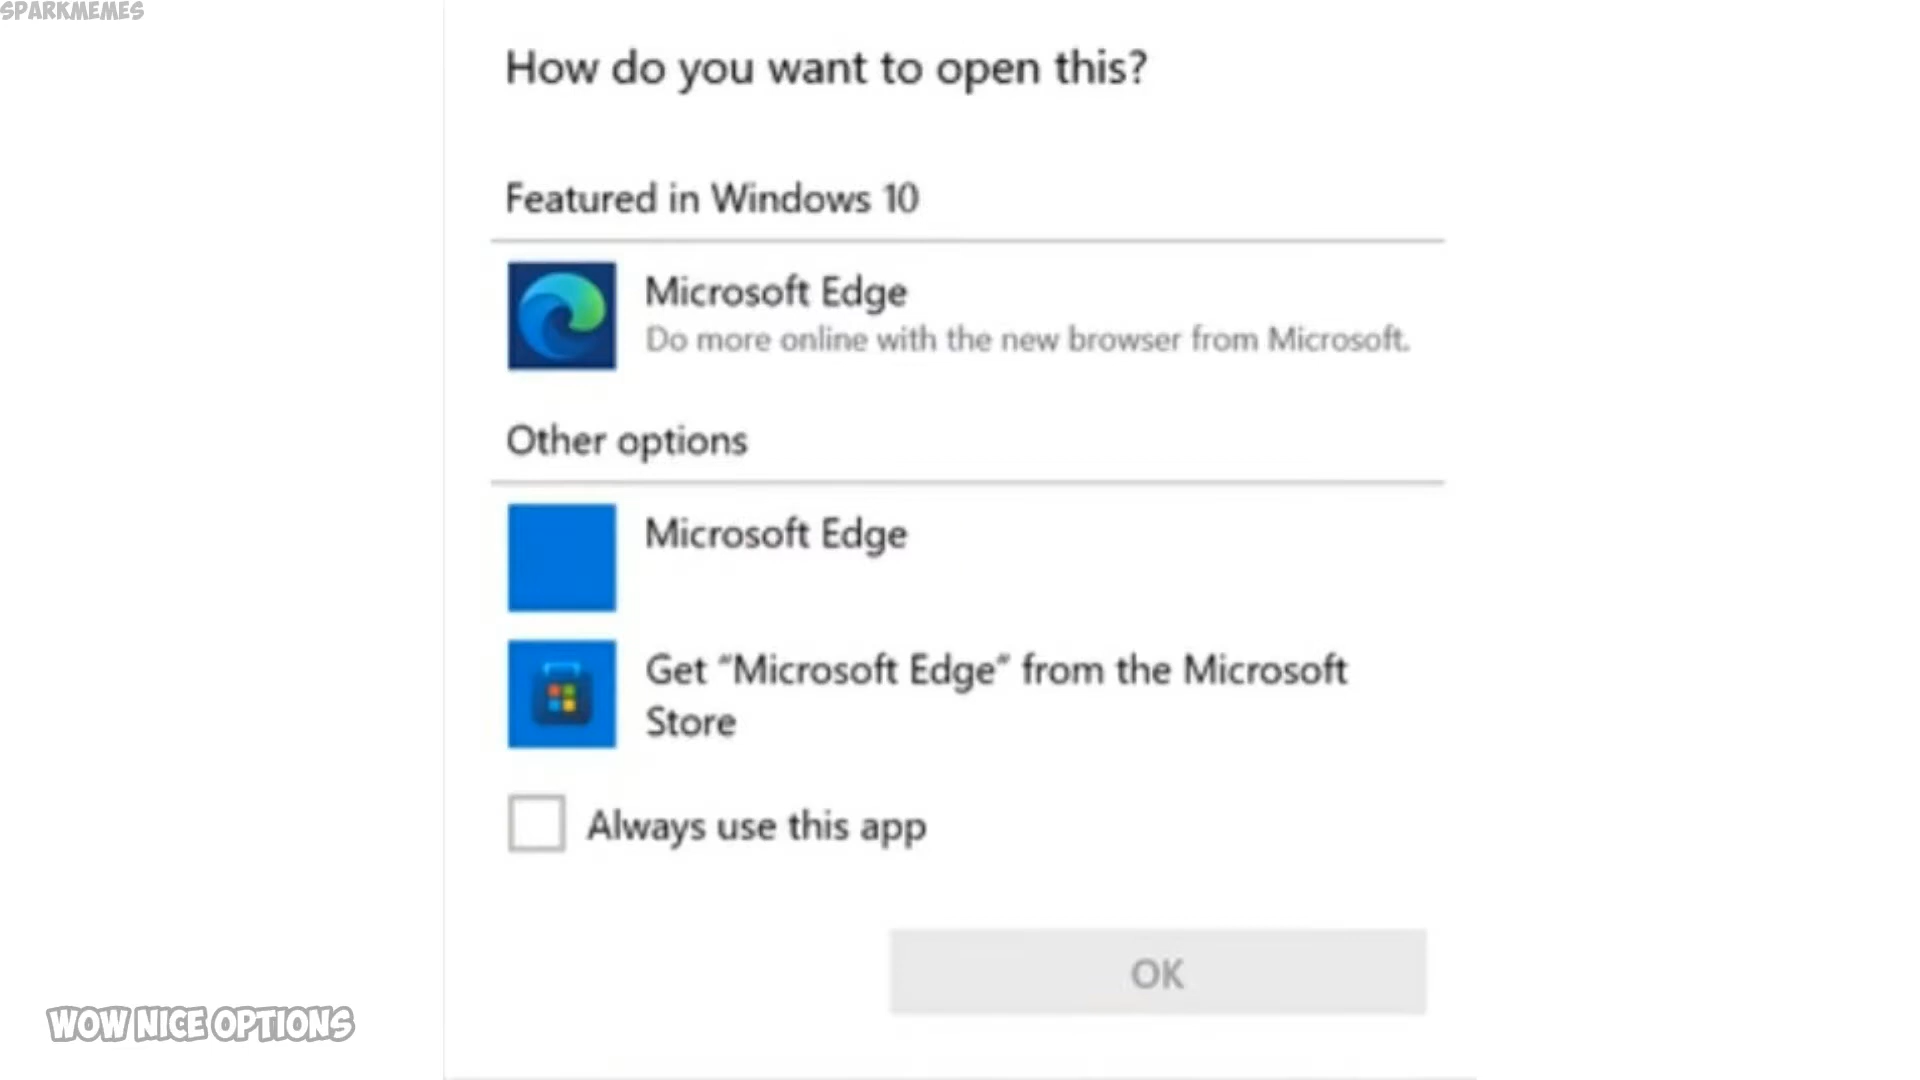 SPARKMEMES
How do you want to open this?
Featured in Windows 10
Microsoft Edge
Do more online with the new browser from Microsoft.
Other options
Microsoft Edge
Get “Microsoft Edge” from the Microsoft
Store
Always use this app
OK
WOW NICE OPTIONS